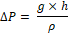 ΔP = g × h / ρ